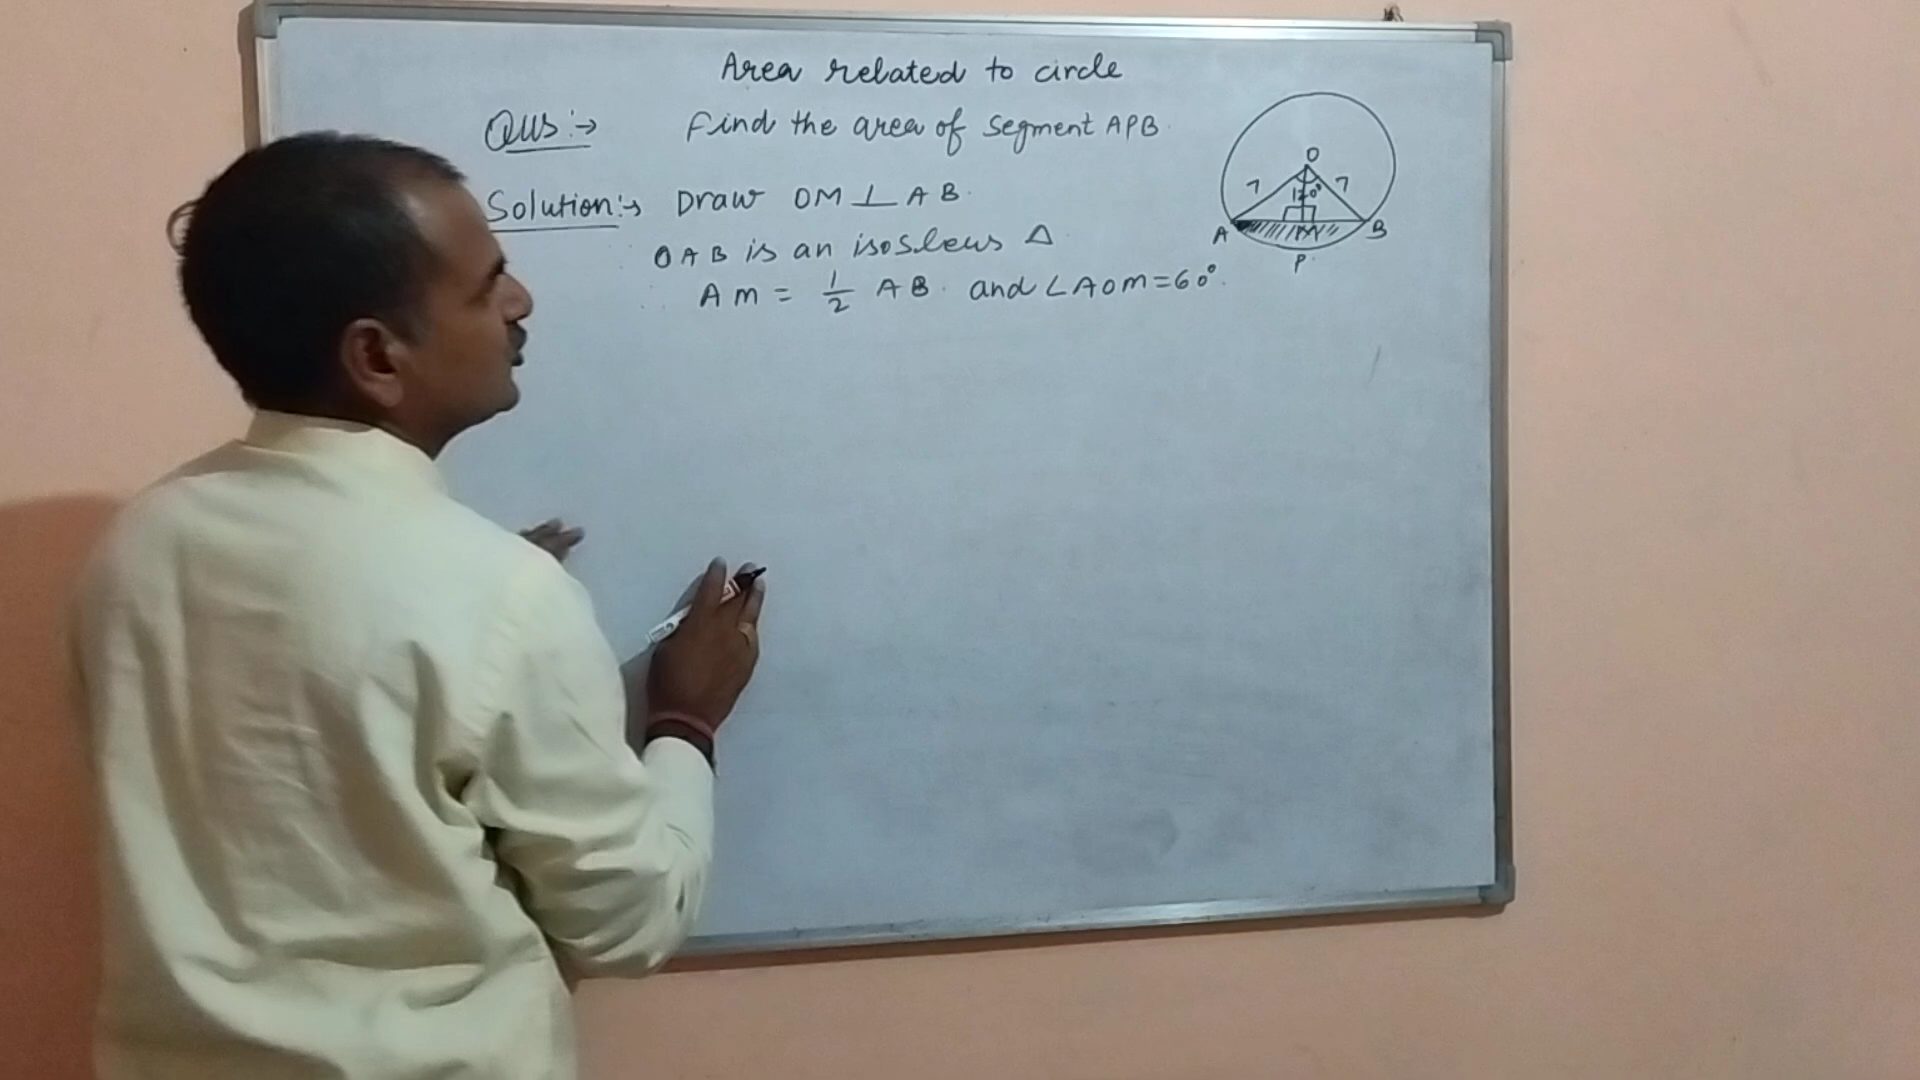 Area related to circle
Qus :→ Find the area of segment APB.
Solution :→ Draw OM ⊥ AB.
OAB is an isosleus Δ
AM = 1/2 AB. and ∠AOM = 60°.
O
7 120° 7
A M B
P